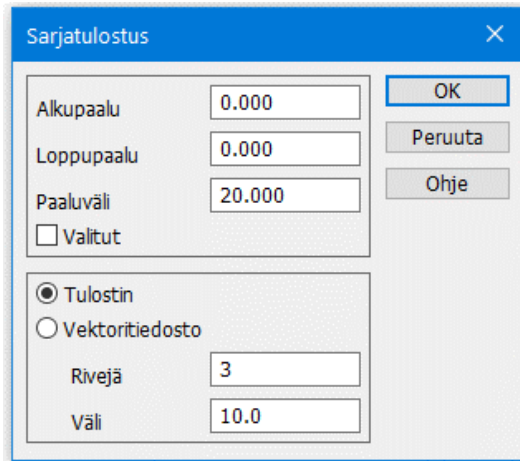 Sarjatulostus
Alkupaalu 0.000
Loppupaalu 0.000
Paaluväli 20.000
Valitut
OK
Peruuta
Ohje
Tulostin
Vektoritiedosto
Rivejä 3
Väli 10.0